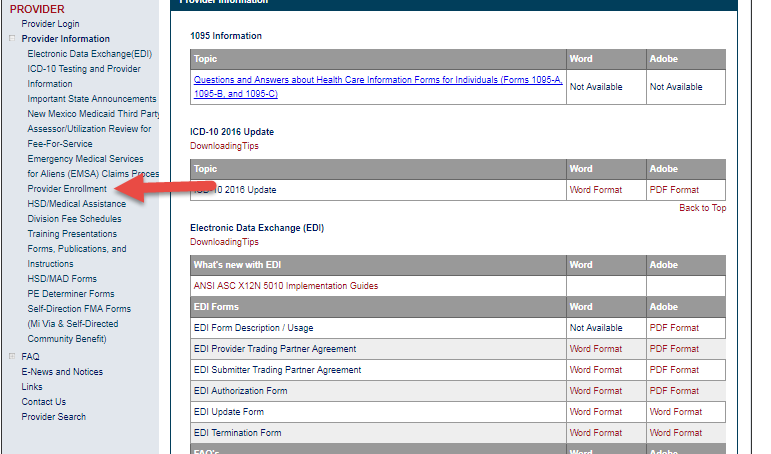 PROVIDER
Provider Login
Provider Information
Electronic Data Exchange(EDI)
ICD-10 Testing and Provider
Information
Important State Announcements
New Mexico Medicaid Third Party
Assessor/Utilization Review for
Fee-For-Service
Emergency Medical Services
for Aliens (EMSA) Claims Proces
Provider Enrollment
HSD/Medical Assistance
Division Fee Schedules
Training Presentations
Forms, Publications, and
Instructions
HSD/MAD Forms
PE Determiner Forms
Self-Direction FMA Forms
(Mi Via & Self-Directed
Community Benefit)
FAQ
E-News and Notices
Links
Contact Us
Provider Search
Provider Information
1095 Information
Topic Word Adobe
Questions and Answers about Health Care Information Forms for Individuals (Forms 1095-A, 1095-B, and 1095-C) Not Available Not Available
ICD-10 2016 Update
DownloadingTips
Topic Word Adobe
ICD-10 2016 Update Word Format PDF Format
Back to Top
Electronic Data Exchange (EDI)
DownloadingTips
What's new with EDI Word Adobe
ANSI ASC X12N 5010 Implementation Guides
EDI Forms Word Adobe
EDI Form Description / Usage Not Available PDF Format
EDI Provider Trading Partner Agreement Word Format PDF Format
EDI Submitter Trading Partner Agreement Word Format PDF Format
EDI Authorization Form Word Format PDF Format
EDI Update Form Word Format Word Format
EDI Termination Form Word Format Word Format
FAQ's Word Adobe